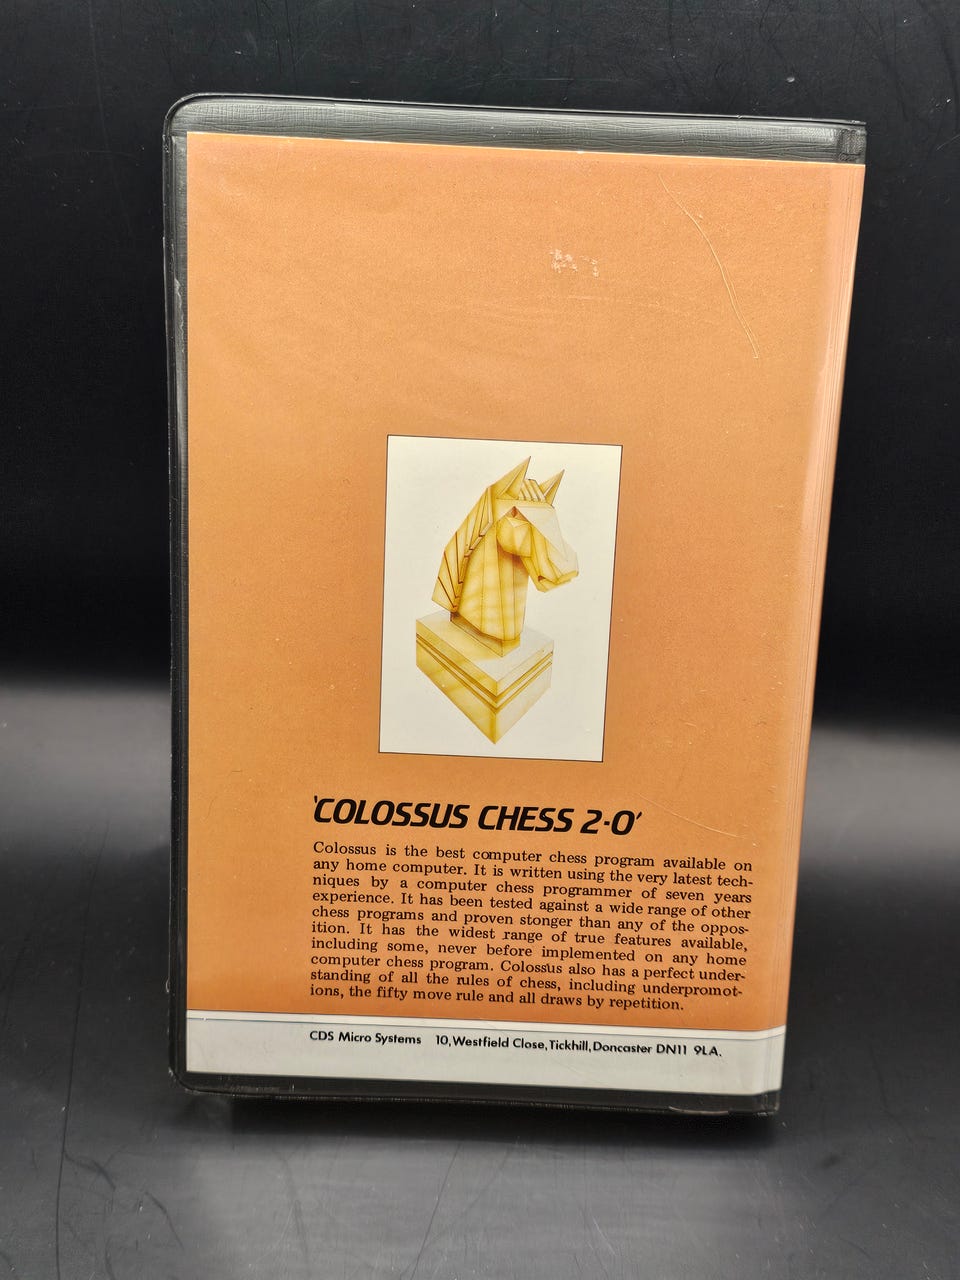 'COLOSSUS CHESS 2·0'
Colossus is the best computer chess program available on
any home computer. It is written using the very latest tech-
niques by a computer chess programmer of seven years
experience. It has been tested against a wide range of other
chess programs and proven stonger than any of the oppos-
ition. It has the widest range of true features available,
including some, never before implemented on any home
computer chess program. Colossus also has a perfect under-
standing of all the rules of chess, including underpromot-
ions, the fifty move rule and all draws by repetition.
CDS Micro Systems 10,Westfield Close,Tickhill,Doncaster DN11 9LA.